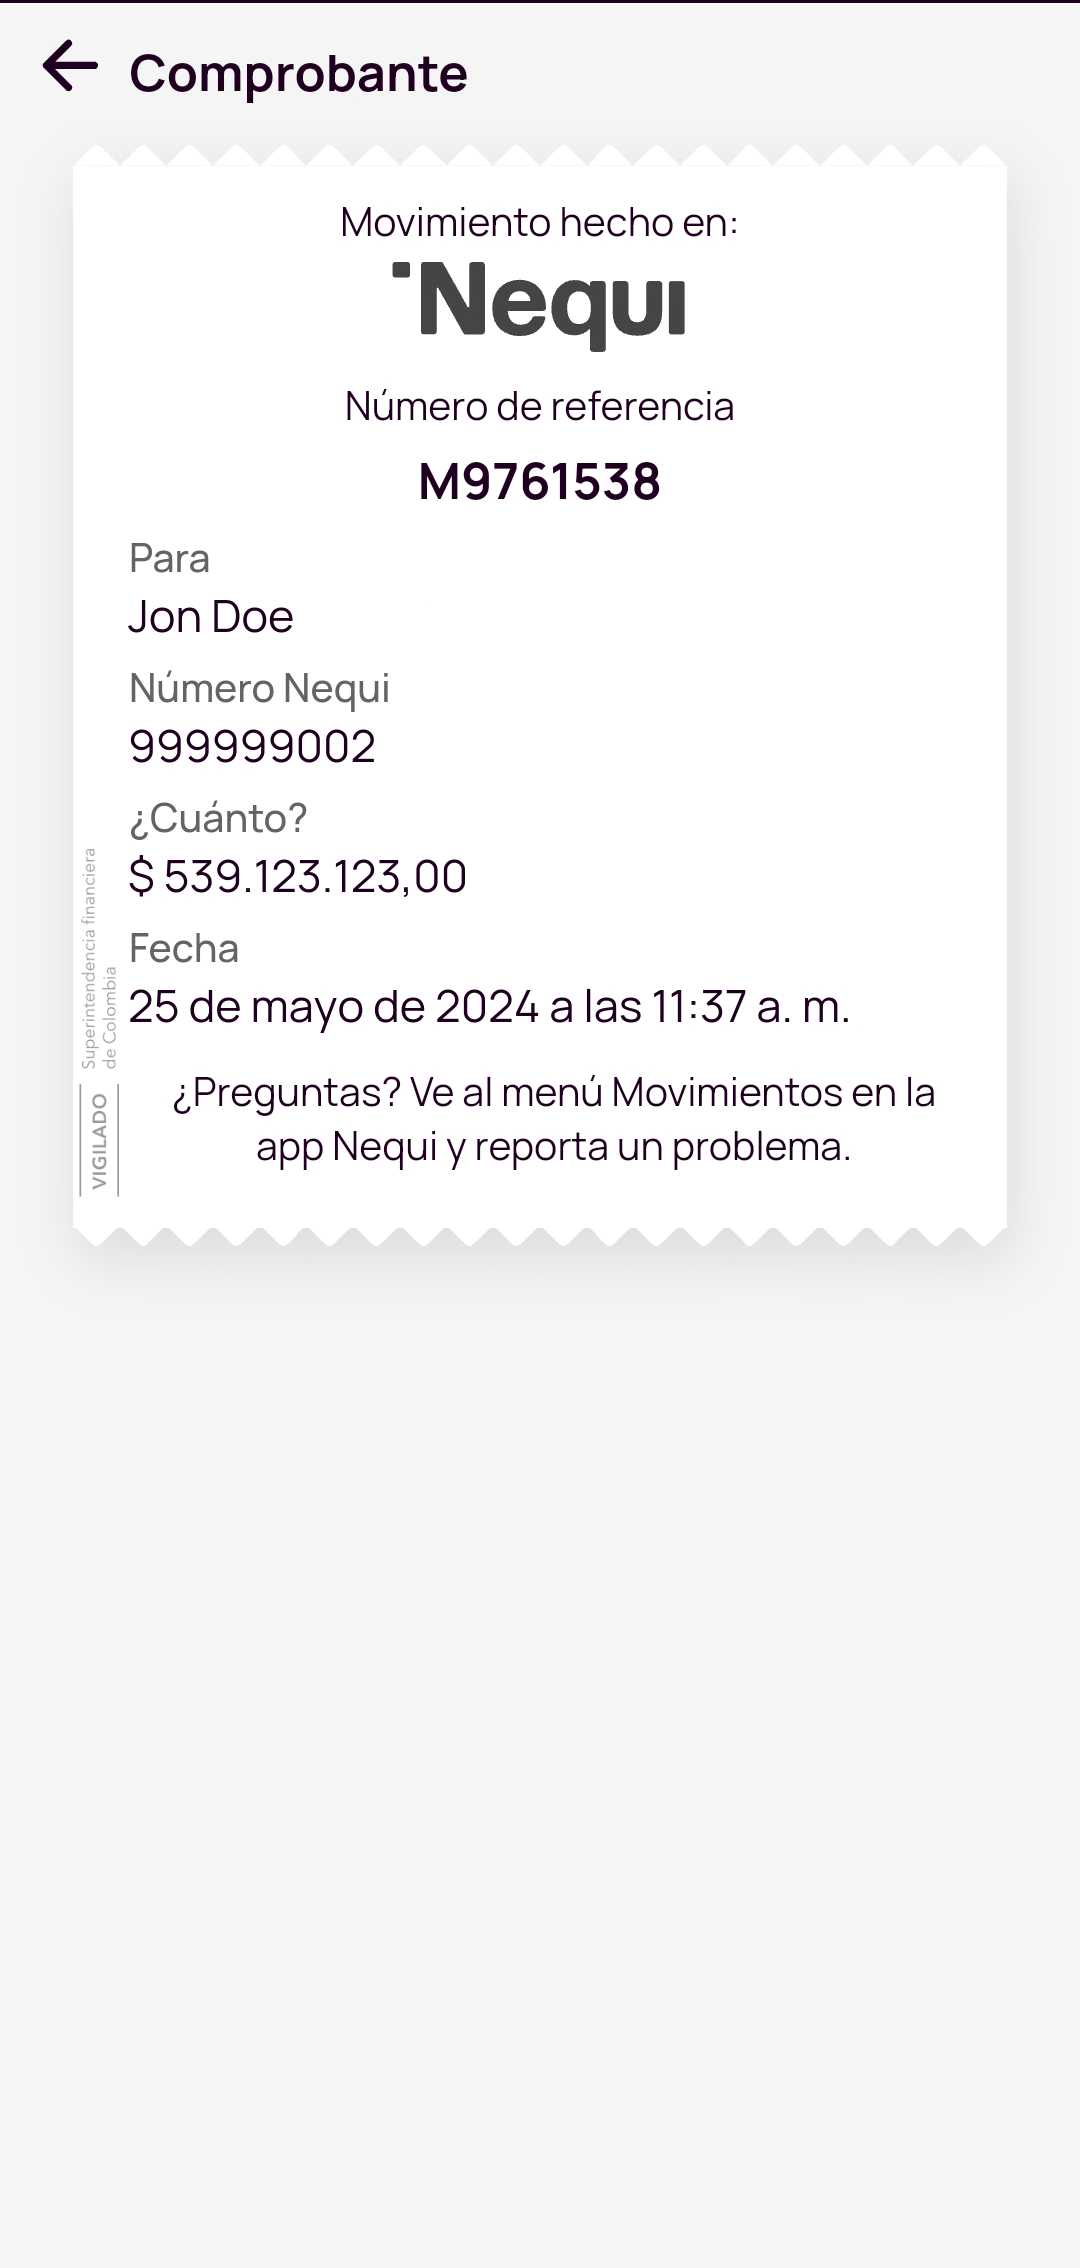 Comprobante
Movimiento hecho en:
Nequi
Número de referencia
M9761538
Para
Jon Doe
Número Nequi
999999002
¿Cuánto?
$ 539.123.123,00
Fecha
25 de mayo de 2024 a las 11:37 a. m.
¿Preguntas? Ve al menú Movimientos en la
app Nequi y reporta un problema.
VIGILADO
Superintendencia financiera
de Colombia